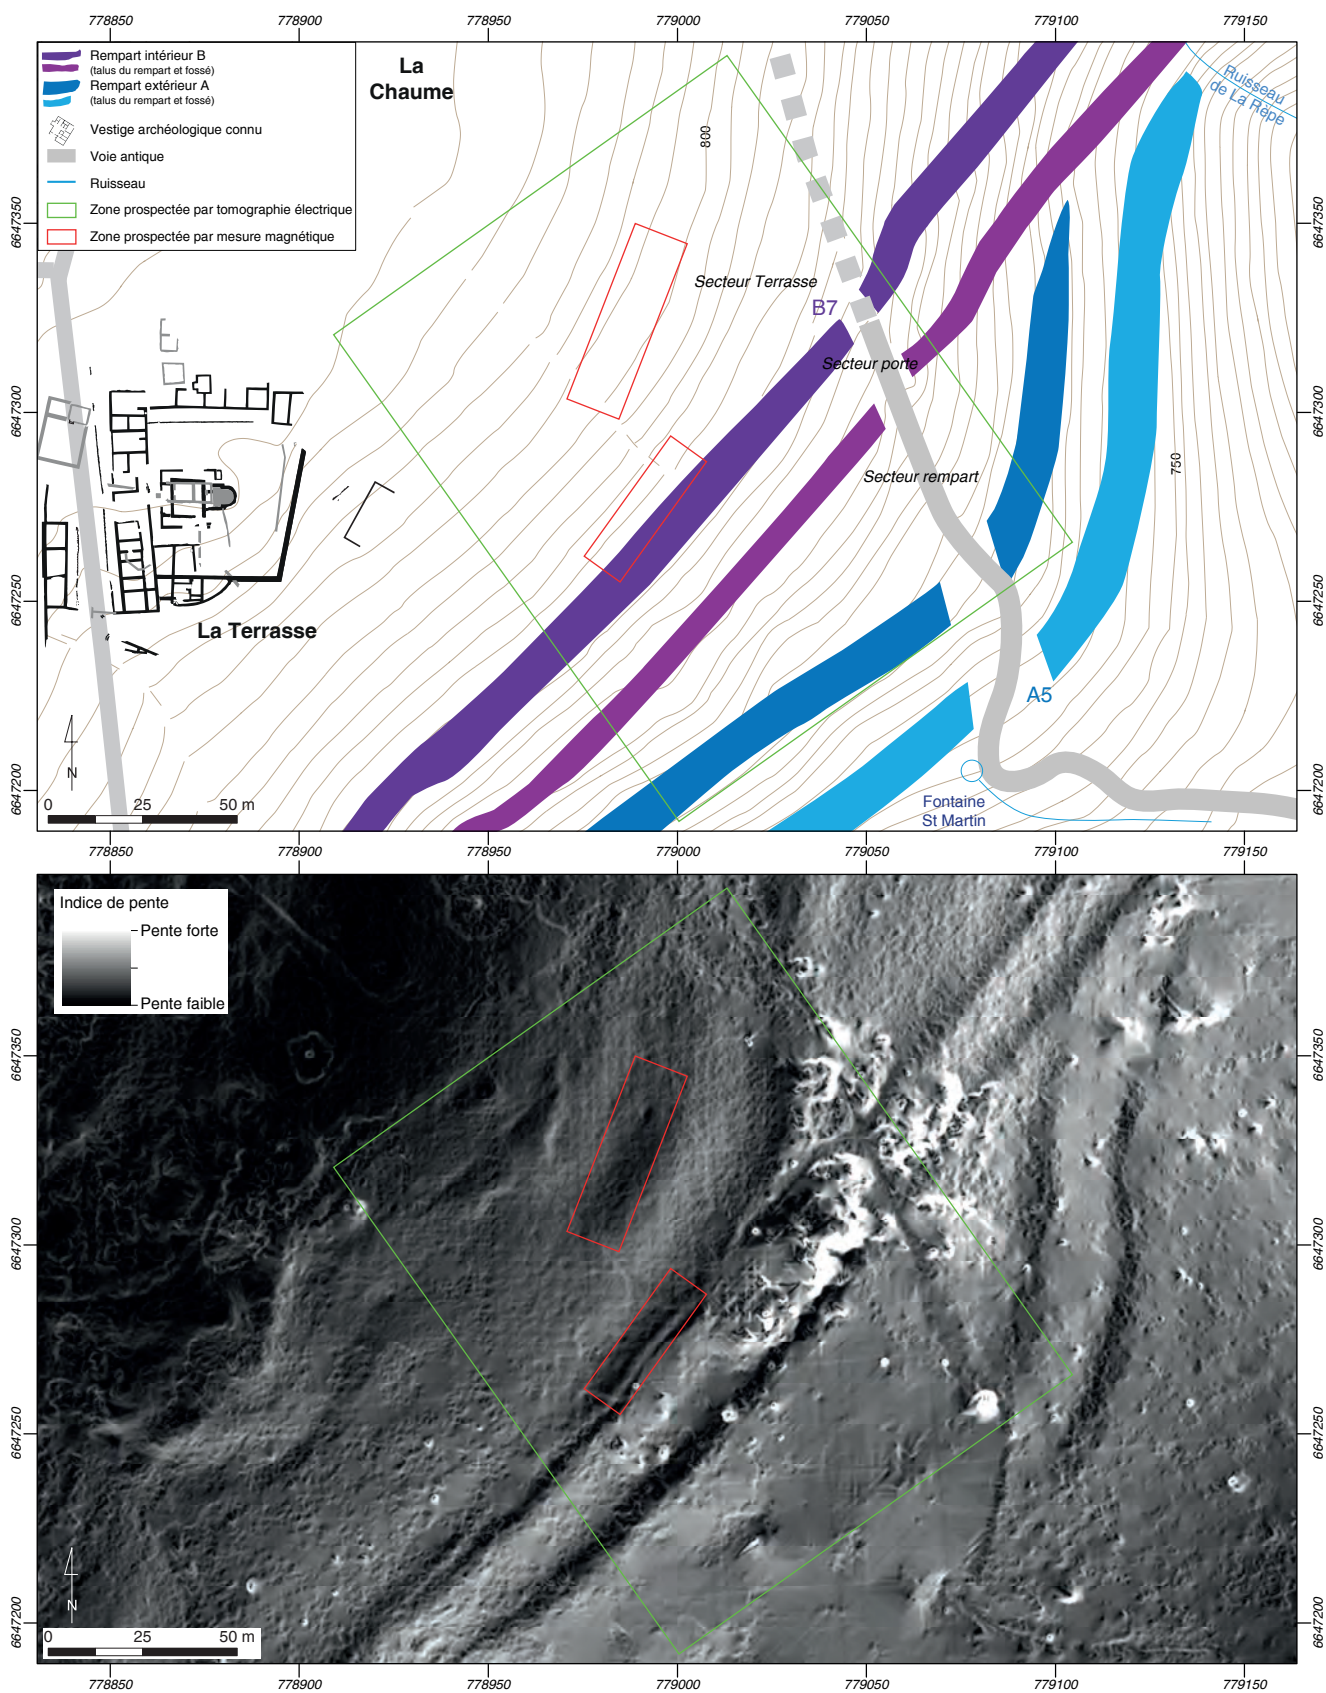 778850 778900 778950 779000 779050 779100 779150
Rempart intérieur B
(talus du rempart et fossé)
Rempart extérieur A
(talus du rempart et fossé)
Vestige archéologique connu
Voie antique
Ruisseau
Zone prospectée par tomographie électrique
Zone prospectée par mesure magnétique
La
Chaume
Ruisseau
de La Rèpe
800
6647350
6647350
Secteur Terrasse
B7
Secteur porte
6647300
6647300
750
Secteur rempart
6647250
6647250
La Terrasse
A5
N
6647200
6647200
Fontaine
St Martin
0 25 50 m
778850 778900 778950 779000 779050 779100 779150
Indice de pente
Pente forte
Pente faible
6647350
6647350
6647300
6647300
6647250
6647250
N
6647200
6647200
0 25 50 m
778850 778900 778950 779000 779050 779100 779150